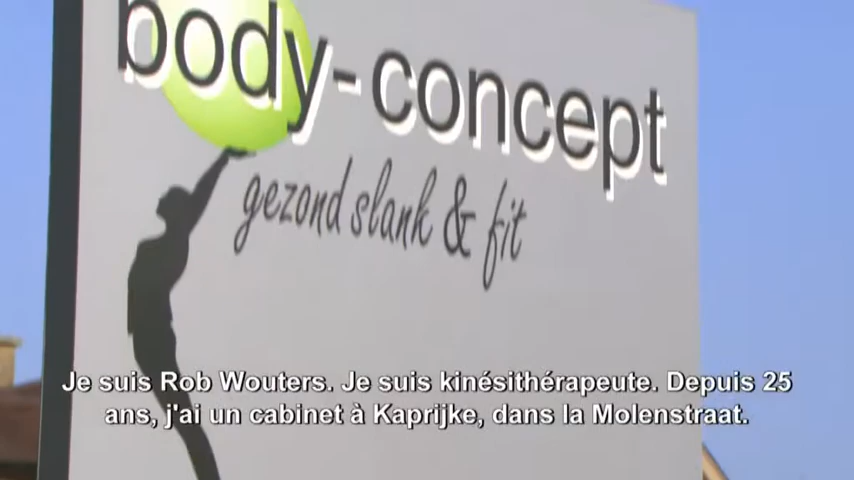 body-concept
gezond slank & fit
Je suis Rob Wouters. Je suis kinésithérapeute. Depuis 25
ans, j'ai un cabinet à Kaprijke, dans la Molenstraat.